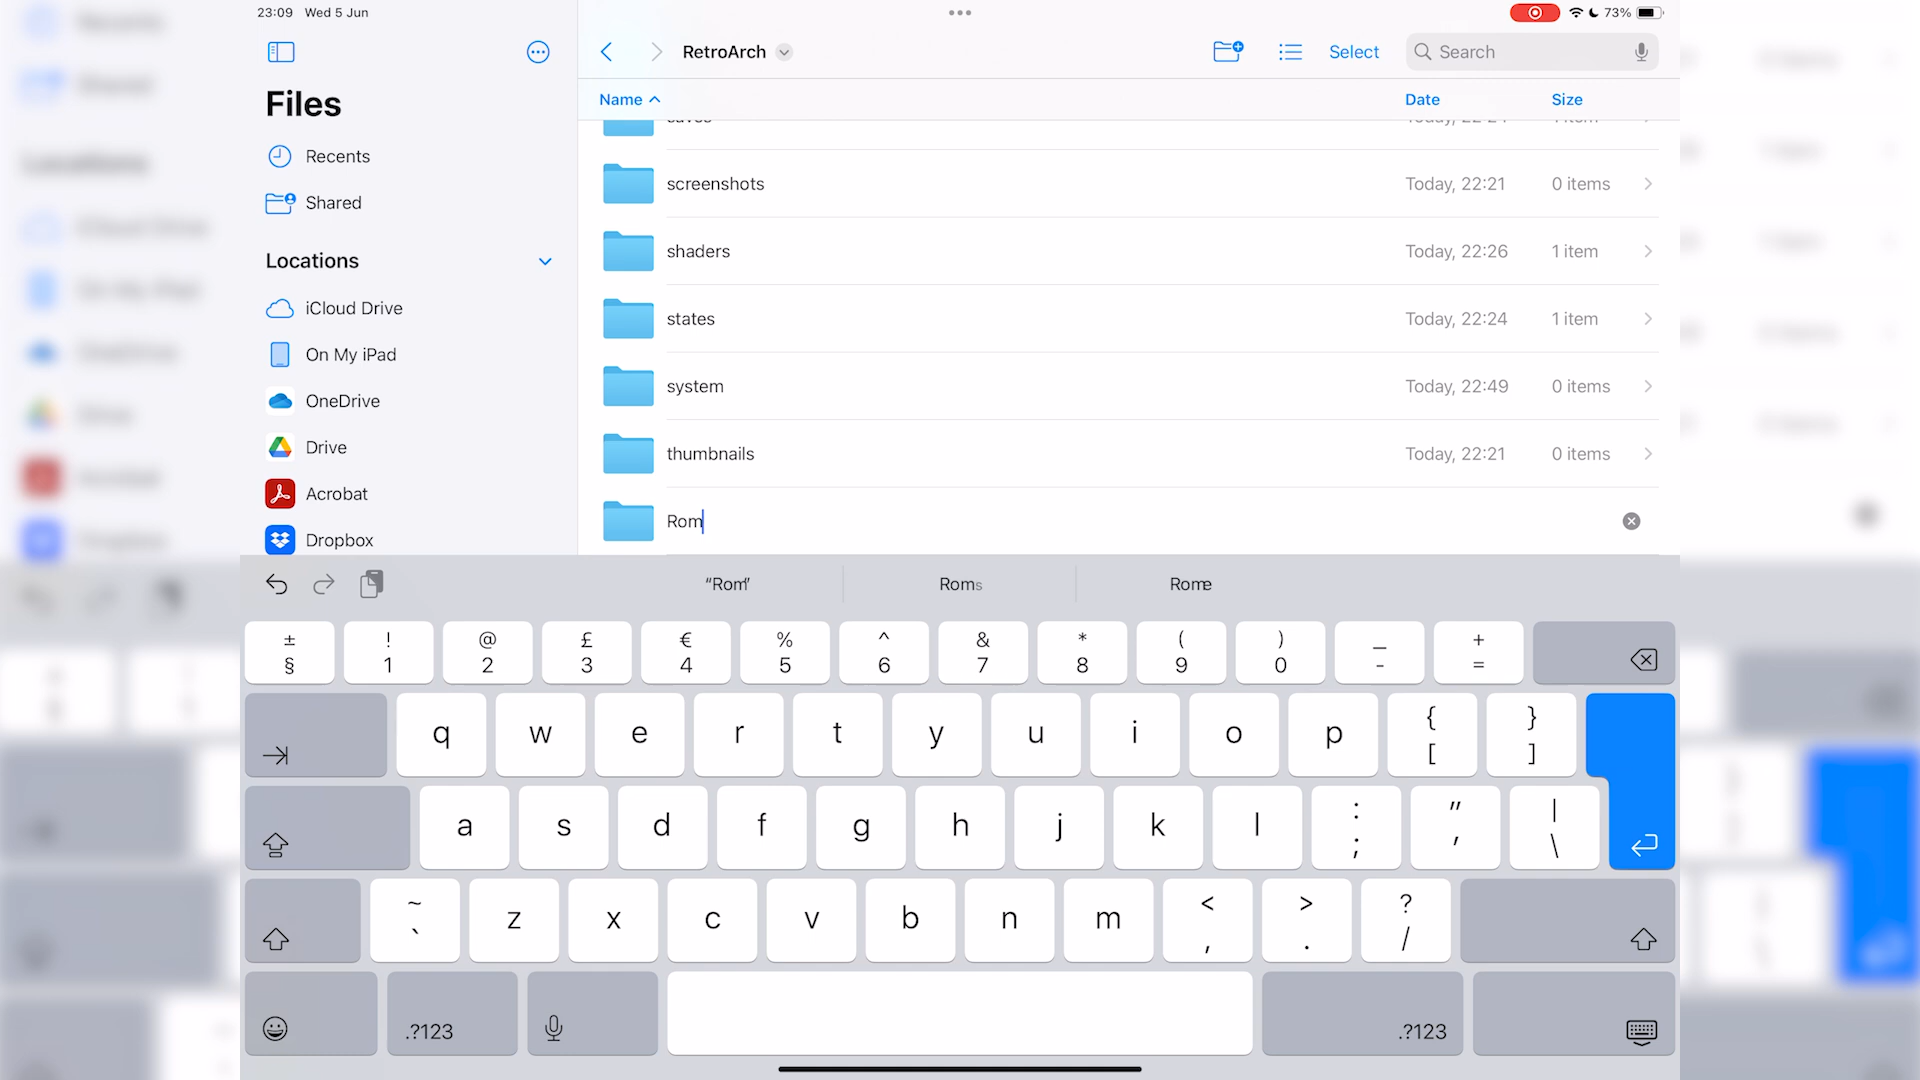 23:09 Wed 5 Jun
73%
Files
Recents
Shared
Locations
iCloud Drive
On My iPad
OneDrive
Drive
Acrobat
Dropbox
RetroArch
Select
Search
Name Date Size
screenshots Today, 22:21 0 items
shaders Today, 22:26 1 item
states Today, 22:24 1 item
system Today, 22:49 0 items
thumbnails Today, 22:21 0 items
Rom
“Rom” Roms Rome
± ! @ £ € % ^ & * ( ) _ +
§ 1 2 3 4 5 6 7 8 9 0 - =
q w e r t y u i o p { [ } ]
a s d f g h j k l : ; " ' | \
~ ` z x c v b n m < , > . ? /
.?123 .?123